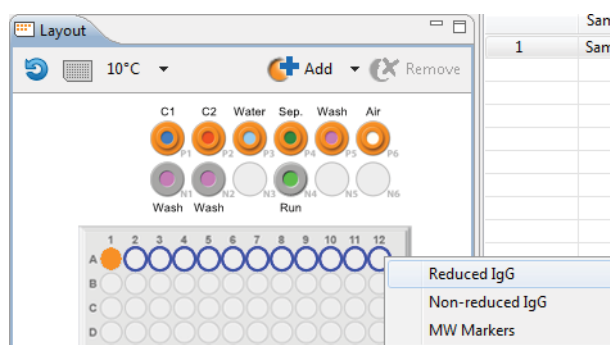 Layout
10°C
Add
Remove
C1 C2 Water Sep. Wash Air
P1 P2 P3 P4 P5 P6
N1 N2 N3 N4 N5 N6
Wash Wash Run
1 2 3 4 5 6 7 8 9 10 11 12
A
B
C
D
Sam
1 Sam
Reduced IgG
Non-reduced IgG
MW Markers